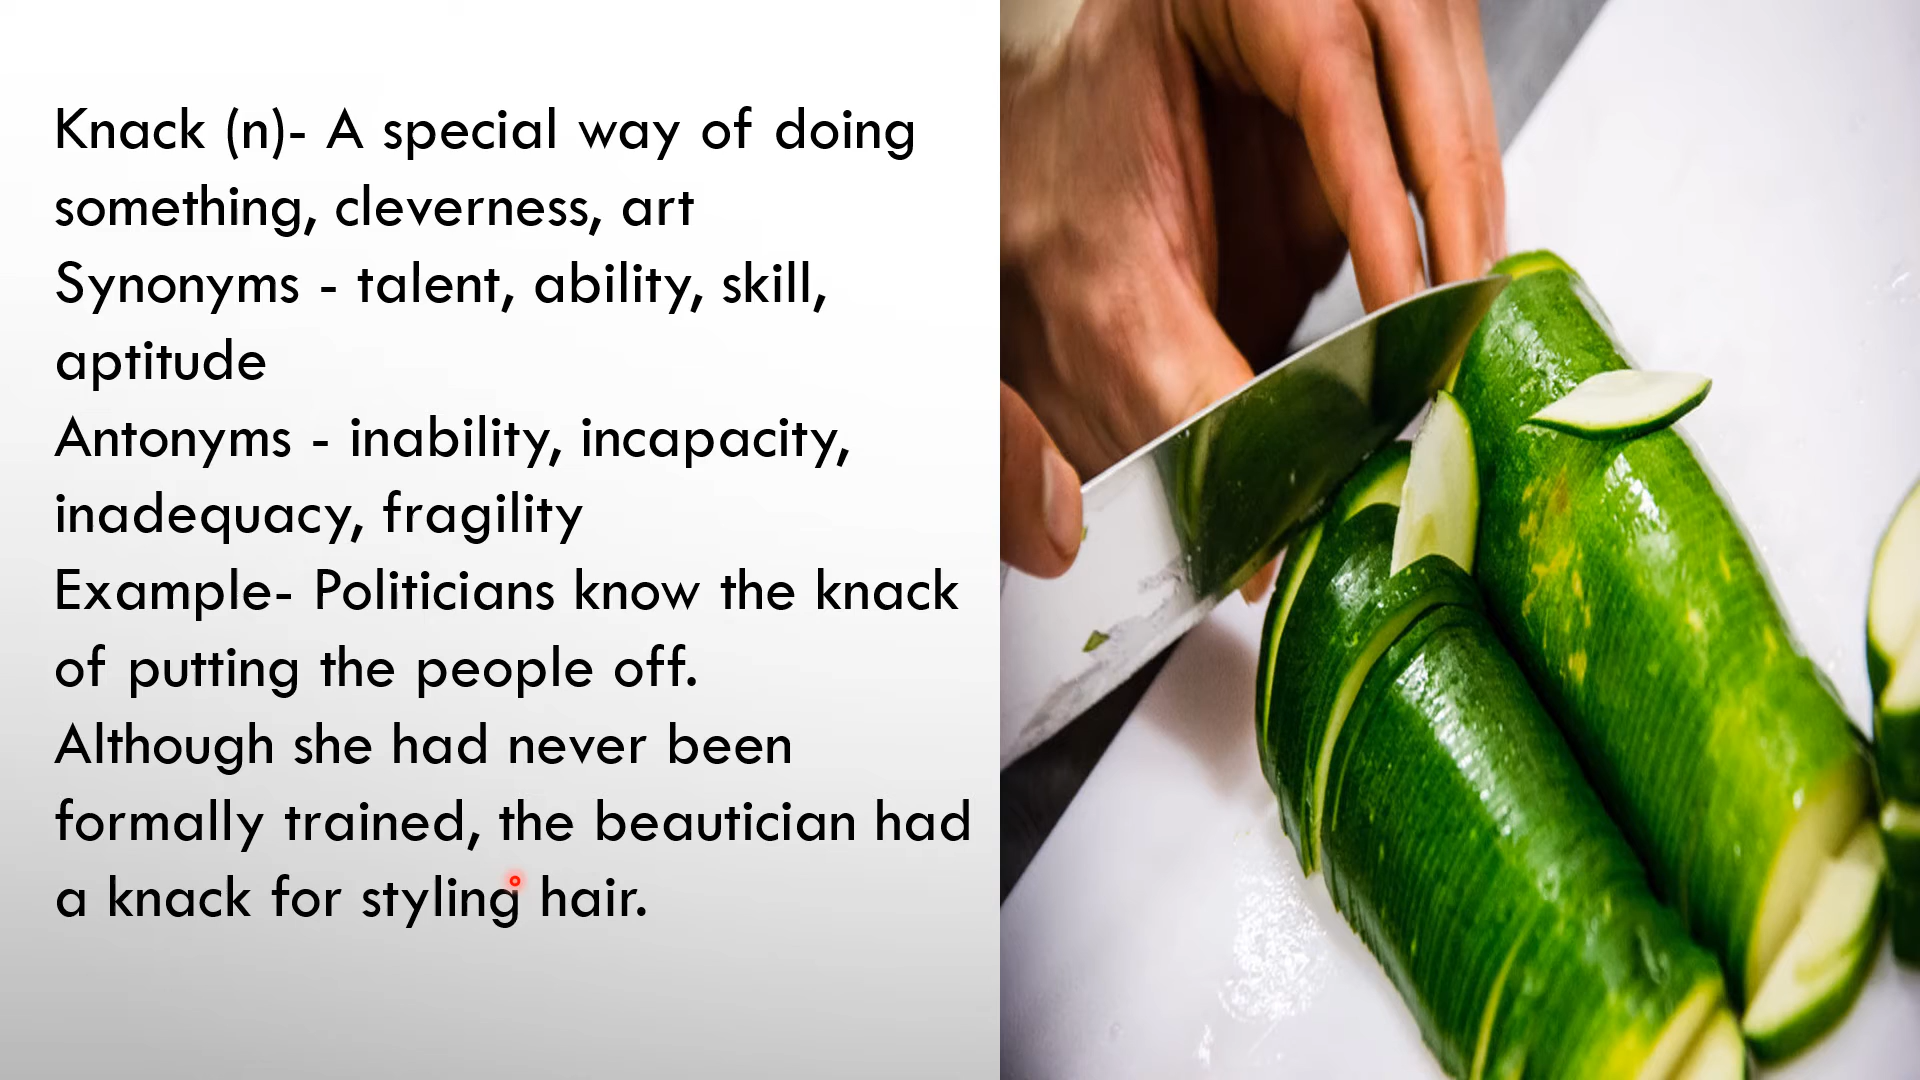 Knack (n)- A special way of doing
something, cleverness, art
Synonyms - talent, ability, skill,
aptitude
Antonyms - inability, incapacity,
inadequacy, fragility
Example- Politicians know the knack
of putting the people off.
Although she had never been
formally trained, the beautician had
a knack for styling hair.